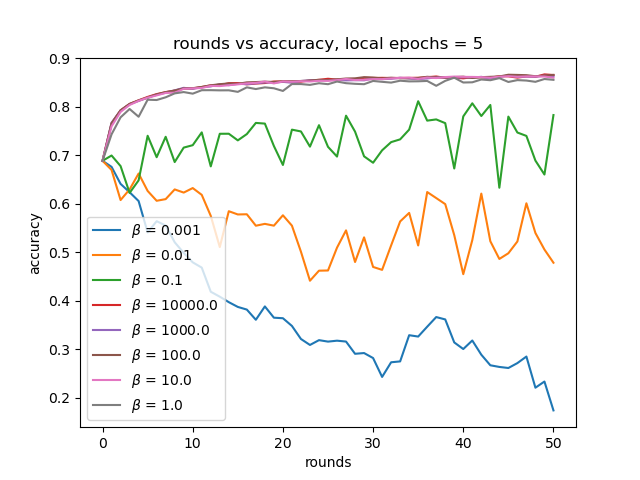 rounds vs accuracy, local epochs = 5
accuracy
0.9
0.8
0.7
0.6
0.5
0.4
0.3
0.2
β = 0.001
β = 0.01
β = 0.1
β = 10000.0
β = 1000.0
β = 100.0
β = 10.0
β = 1.0
0 10 20 30 40 50
rounds